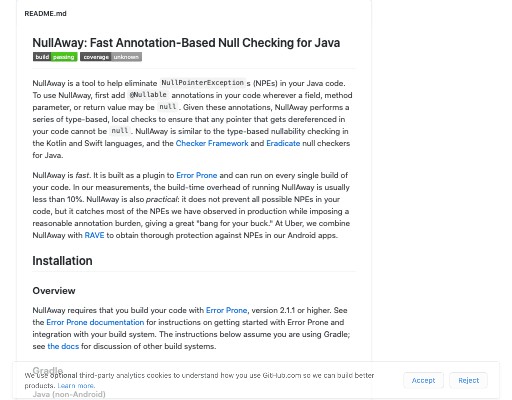 README.md
NullAway: Fast Annotation-Based Null Checking for Java
build passing coverage unknown
NullAway is a tool to help eliminate NullPointerException s (NPEs) in your Java code.
To use NullAway, first add @Nullable annotations in your code wherever a field, method
parameter, or return value may be null . Given these annotations, NullAway performs a
series of type-based, local checks to ensure that any pointer that gets dereferenced in
your code cannot be null . NullAway is similar to the type-based nullability checking in
the Kotlin and Swift languages, and the Checker Framework and Eradicate null checkers
for Java.
NullAway is fast. It is built as a plugin to Error Prone and can run on every single build of
your code. In our measurements, the build-time overhead of running NullAway is usually
less than 10%. NullAway is also practical: it does not prevent all possible NPEs in your
code, but it catches most of the NPEs we have observed in production while imposing a
reasonable annotation burden, giving a great "bang for your buck." At Uber, we combine
NullAway with RAVE to obtain thorough protection against NPEs in our Android apps.
Installation
Overview
NullAway requires that you build your code with Error Prone, version 2.1.1 or higher. See
the Error Prone documentation for instructions on getting started with Error Prone and
integration with your build system. The instructions below assume you are using Gradle;
see the docs for discussion of other build systems.
Gradle
We use optional third-party analytics cookies to understand how you use GitHub.com so we can build better
products. Learn more.
Accept Reject
Java (non-Android)